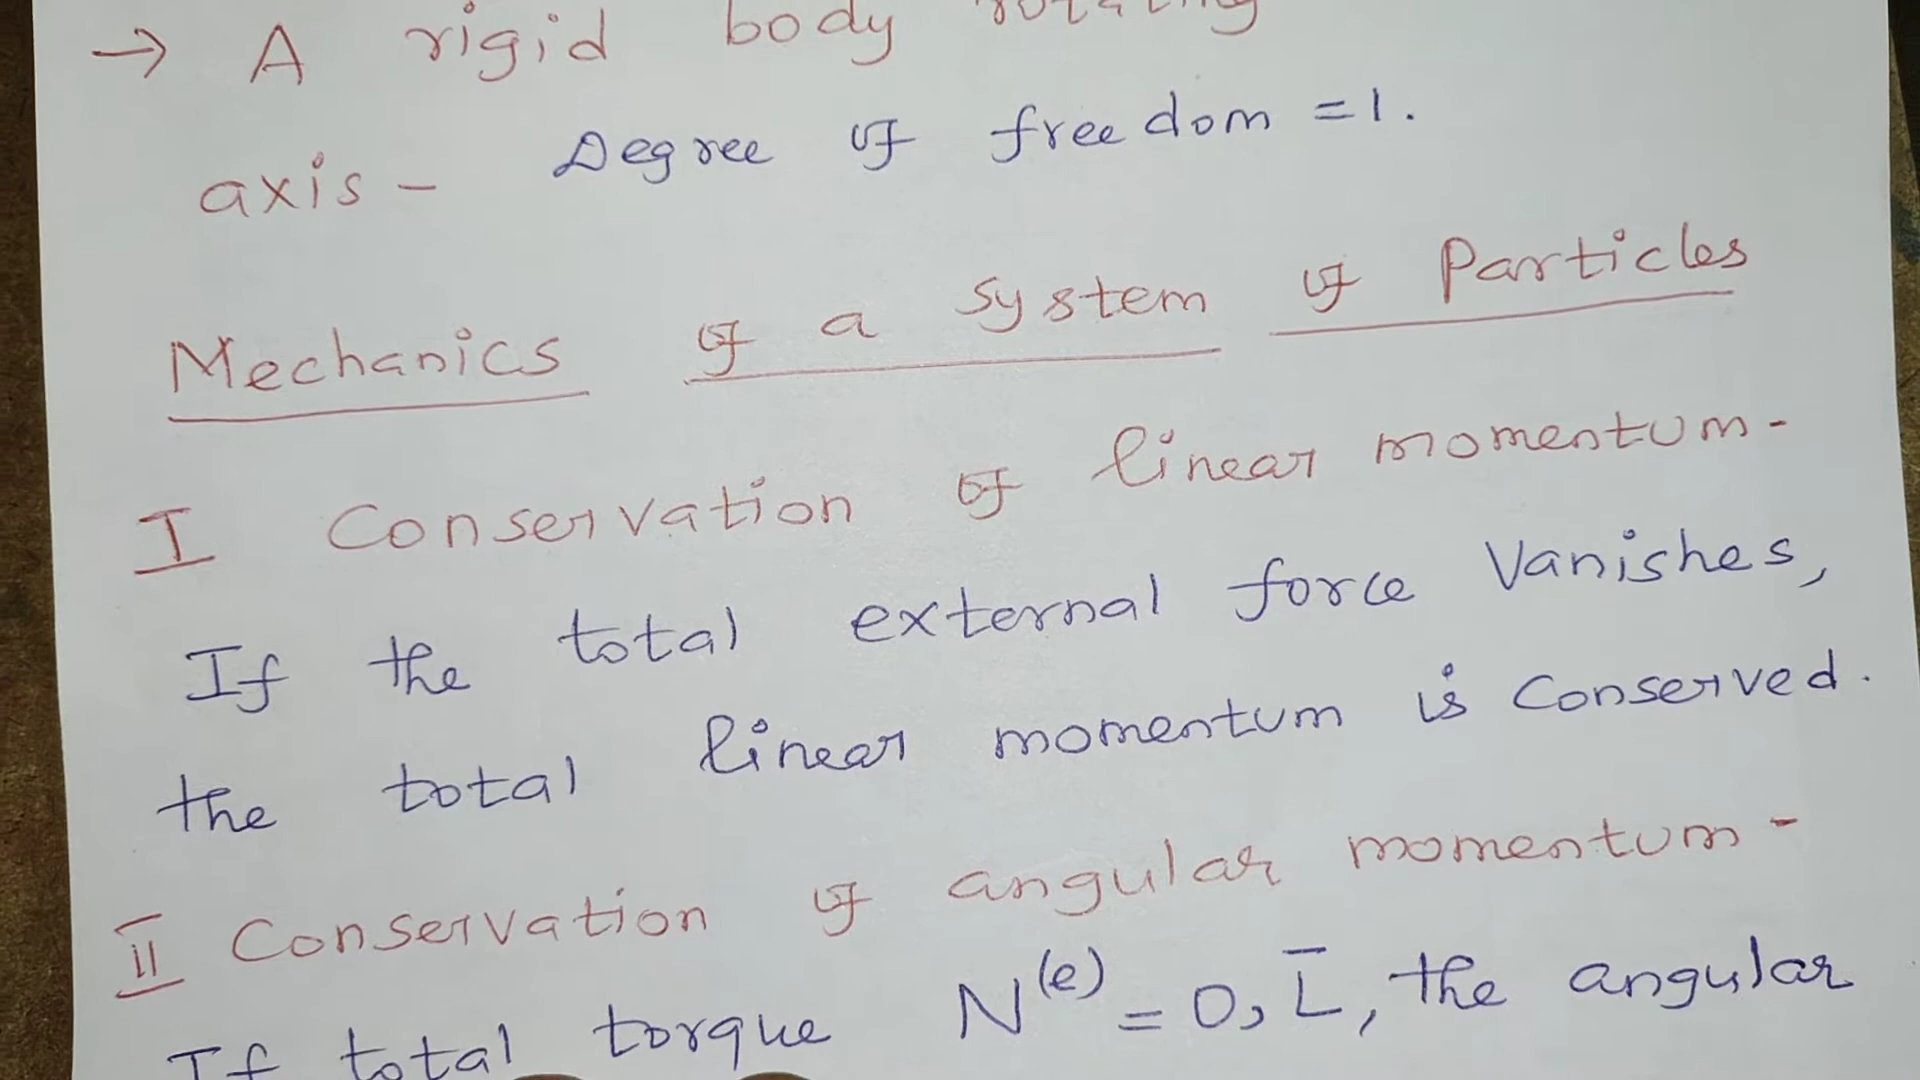 → A rigid body rotating
axis - Degree of freedom = 1.
Mechanics of a system of Particles
I Conservation of linear momentum -
If the total external force Vanishes,
the total linear momentum is Conserved.
II Conservation of angular momentum -
If total torque N^(e) = 0, L̄, the angular